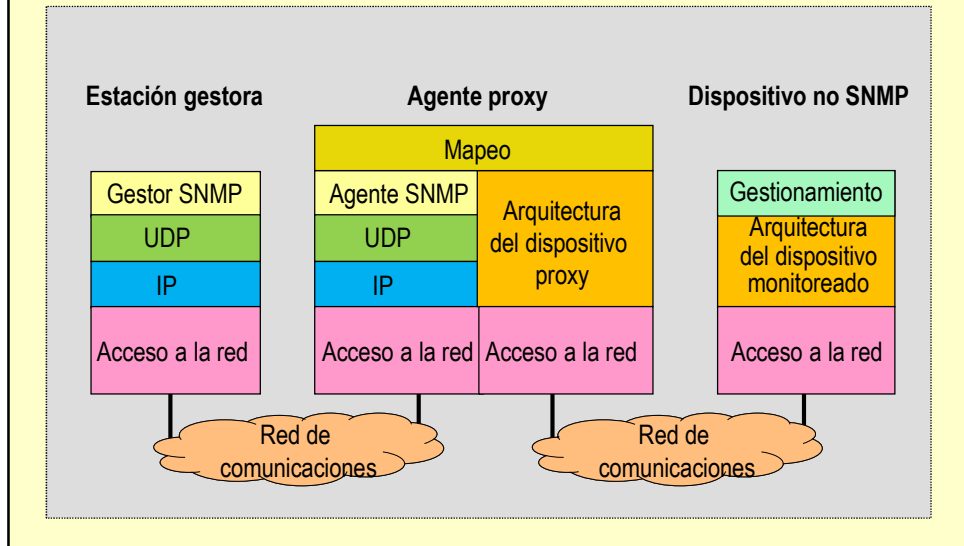 Estación gestora
Agente proxy
Dispositivo no SNMP
Mapeo
Gestor SNMP
UDP
IP
Acceso a la red
Agente SNMP
UDP
IP
Acceso a la red
Arquitectura
del dispositivo
proxy
Acceso a la red
Gestionamiento
Arquitectura
del dispositivo
monitoreado
Acceso a la red
Red de
comunicaciones
Red de
comunicaciones